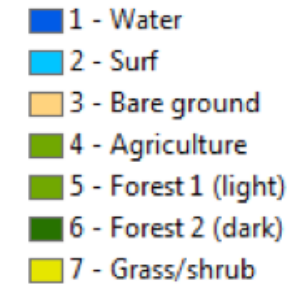 1 - Water
2 - Surf
3 - Bare ground
4 - Agriculture
5 - Forest 1 (light)
6 - Forest 2 (dark)
7 - Grass/shrub